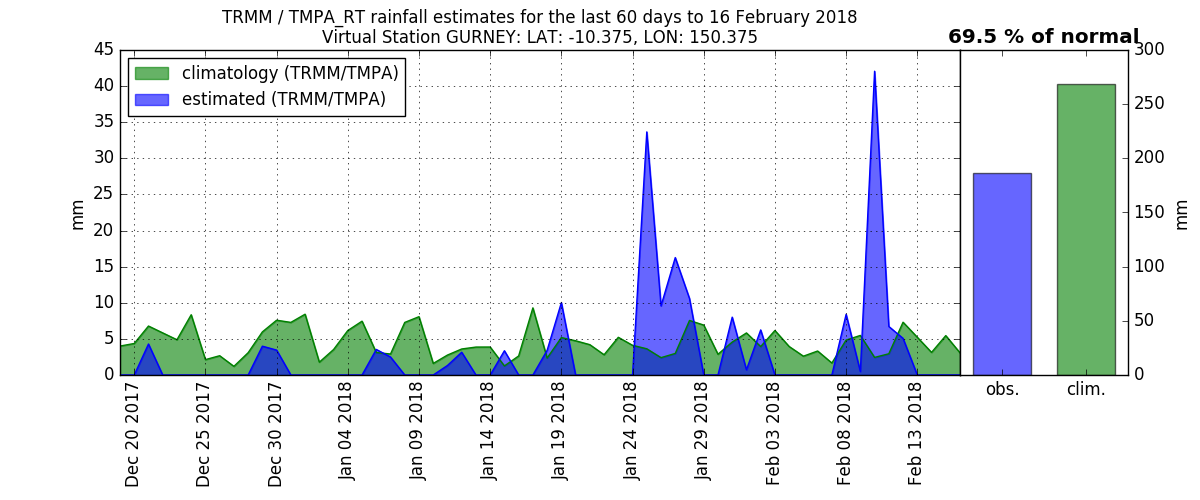 TRMM / TMPA_RT rainfall estimates for the last 60 days to 16 February 2018
Virtual Station GURNEY: LAT: -10.375, LON: 150.375
69.5 % of normal
climatology (TRMM/TMPA)
estimated (TRMM/TMPA)
45
40
35
30
25
20
15
10
5
0
mm
300
250
200
150
100
50
0
mm
Dec 20 2017
Dec 25 2017
Dec 30 2017
Jan 04 2018
Jan 09 2018
Jan 14 2018
Jan 19 2018
Jan 24 2018
Jan 29 2018
Feb 03 2018
Feb 08 2018
Feb 13 2018
obs.
clim.